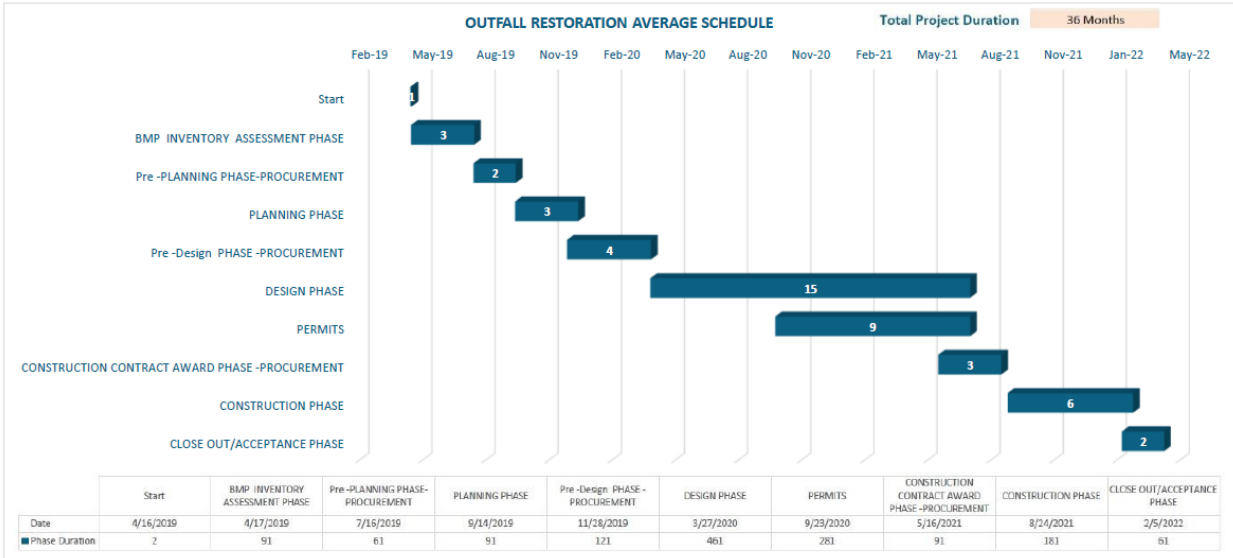 OUTFALL RESTORATION AVERAGE SCHEDULE Total Project Duration 36 Months
Feb-19 May-19 Aug-19 Nov-19 Feb-20 May-20 Aug-20 Nov-20 Feb-21 May-21 Aug-21 Nov-21 Jan-22 May-22
Start 1
BMP INVENTORY ASSESSMENT PHASE 3
Pre -PLANNING PHASE-PROCUREMENT 2
PLANNING PHASE 3
Pre -Design PHASE -PROCUREMENT 4
DESIGN PHASE 15
PERMITS 9
CONSTRUCTION CONTRACT AWARD PHASE -PROCUREMENT 3
CONSTRUCTION PHASE 6
CLOSE OUT/ACCEPTANCE PHASE 2
Start
BMP INVENTORY
ASSESSMENT PHASE
Pre -PLANNING PHASE-
PROCUREMENT
PLANNING PHASE
Pre -Design PHASE -
PROCUREMENT
DESIGN PHASE
PERMITS
CONSTRUCTION
CONTRACT AWARD
PHASE -PROCUREMENT
CONSTRUCTION PHASE
CLOSE OUT/ACCEPTANCE
PHASE
Date 4/16/2019 4/17/2019 7/16/2019 9/14/2019 11/28/2019 3/27/2020 9/23/2020 5/16/2021 8/24/2021 2/5/2022
Phase Duration 2 91 61 91 121 461 281 91 181 61